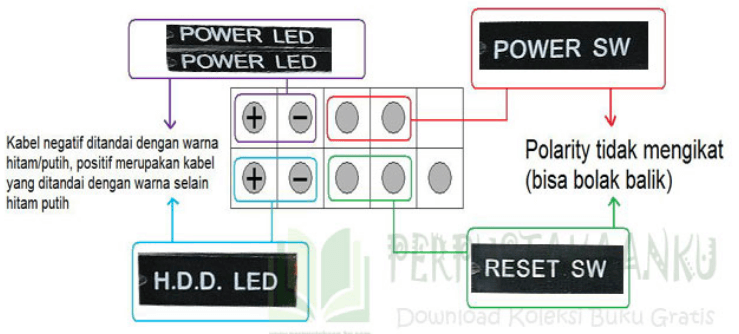 POWER LED
POWER LED
POWER SW
+ −
Kabel negatif ditandai dengan warna
hitam/putih, positif merupakan kabel
yang ditandai dengan warna selain
hitam putih
Polarity tidak mengikat
(bisa bolak balik)
+ −
H.D.D. LED
RESET SW
PERPUSTAKAANKU
Download Koleksi Buku Gratis